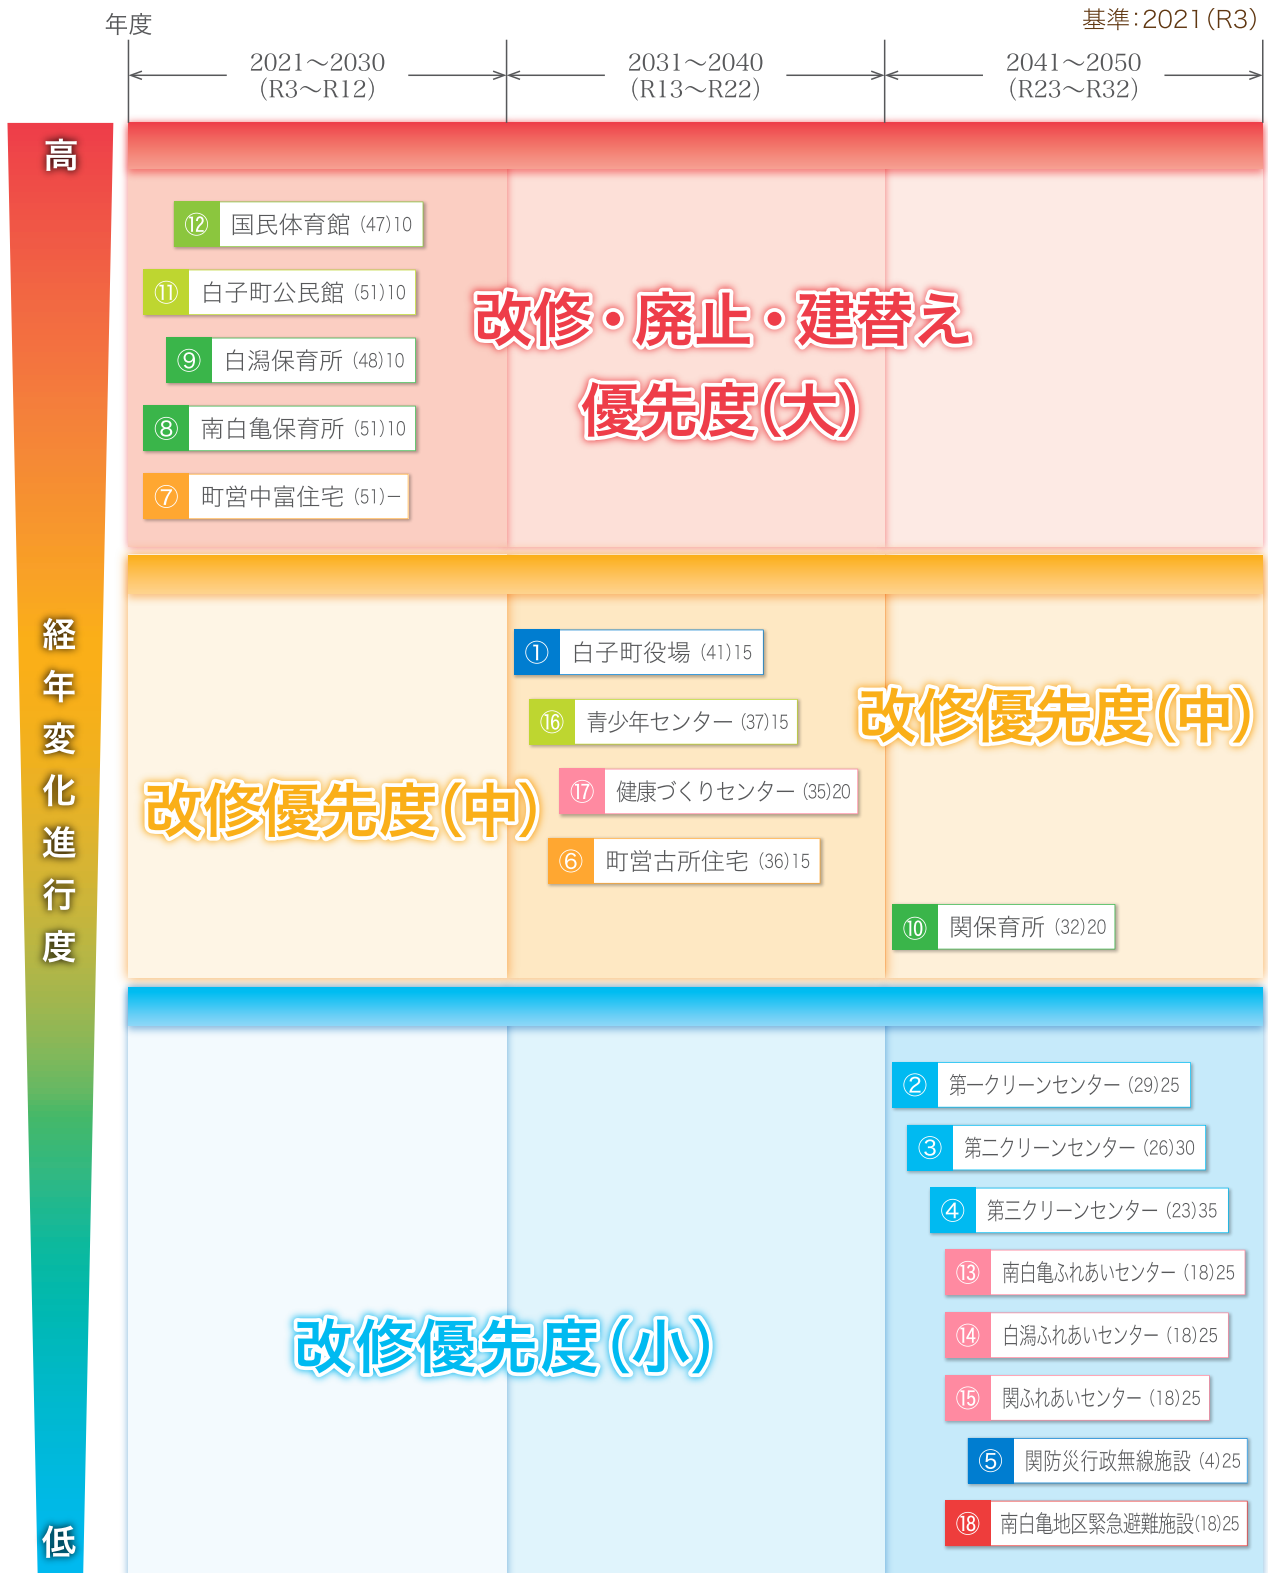 年度
基準：2021（R3）
2021～2030
（R3～R12）
2031～2040
（R13～R22）
2041～2050
（R23～R32）
高
経年変化進行度
低
⑫ 国民体育館（47）10
⑪ 白子町公民館（51）10
⑨ 白潟保育所（48）10
⑧ 南白亀保育所（51）10
⑦ 町営中富住宅（51）－
改修・廃止・建替え
優先度（大）
① 白子町役場（41）15
⑯ 青少年センター（37）15
⑰ 健康づくりセンター（35）20
⑥ 町営古所住宅（36）15
⑩ 関保育所（32）20
改修優先度（中）
改修優先度（中）
② 第一クリーンセンター（29）25
③ 第二クリーンセンター（26）30
④ 第三クリーンセンター（23）35
⑬ 南白亀ふれあいセンター（18）25
⑭ 白潟ふれあいセンター（18）25
⑮ 関ふれあいセンター（18）25
⑤ 関防災行政無線施設（4）25
⑱ 南白亀地区緊急避難施設（18）25
改修優先度（小）